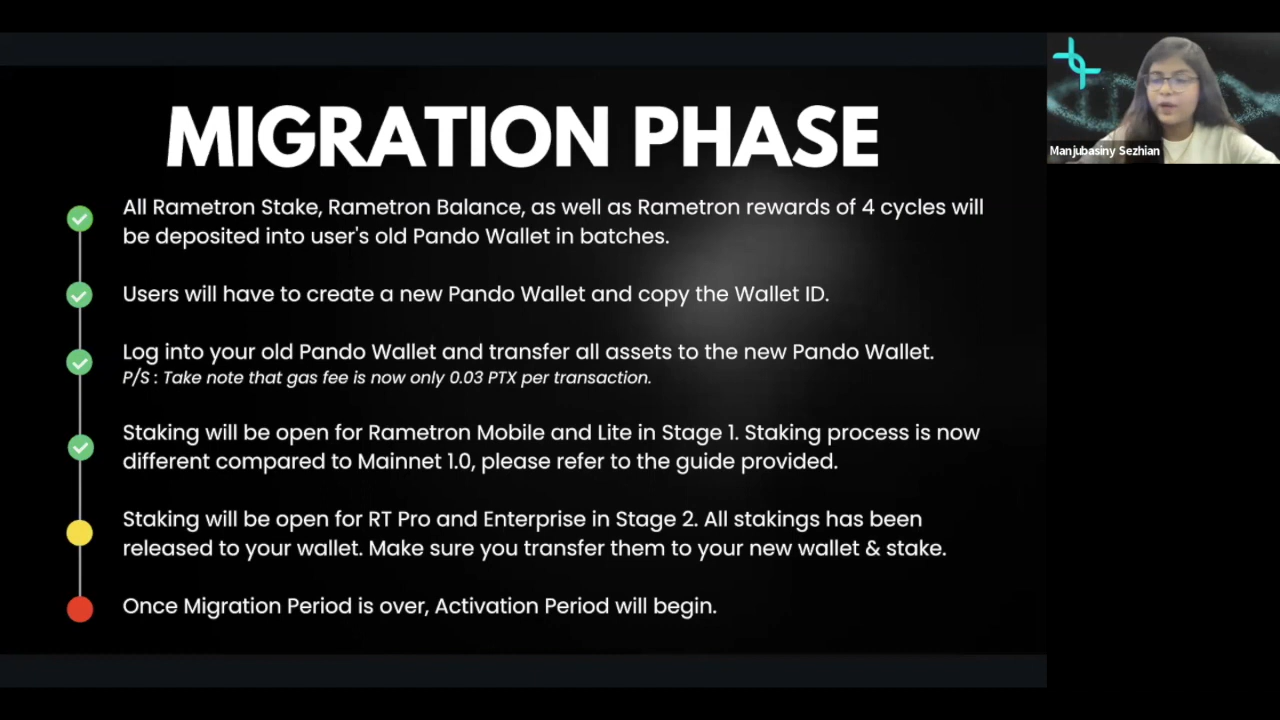 MIGRATION PHASE
All Rametron Stake, Rametron Balance, as well as Rametron rewards of 4 cycles will
be deposited into user's old Pando Wallet in batches.
Users will have to create a new Pando Wallet and copy the Wallet ID.
Log into your old Pando Wallet and transfer all assets to the new Pando Wallet.
P/S : Take note that gas fee is now only 0.03 PTX per transaction.
Staking will be open for Rametron Mobile and Lite in Stage 1. Staking process is now
different compared to Mainnet 1.0, please refer to the guide provided.
Staking will be open for RT Pro and Enterprise in Stage 2. All stakings has been
released to your wallet. Make sure you transfer them to your new wallet & stake.
Once Migration Period is over, Activation Period will begin.
Manjubasiny Sezhian